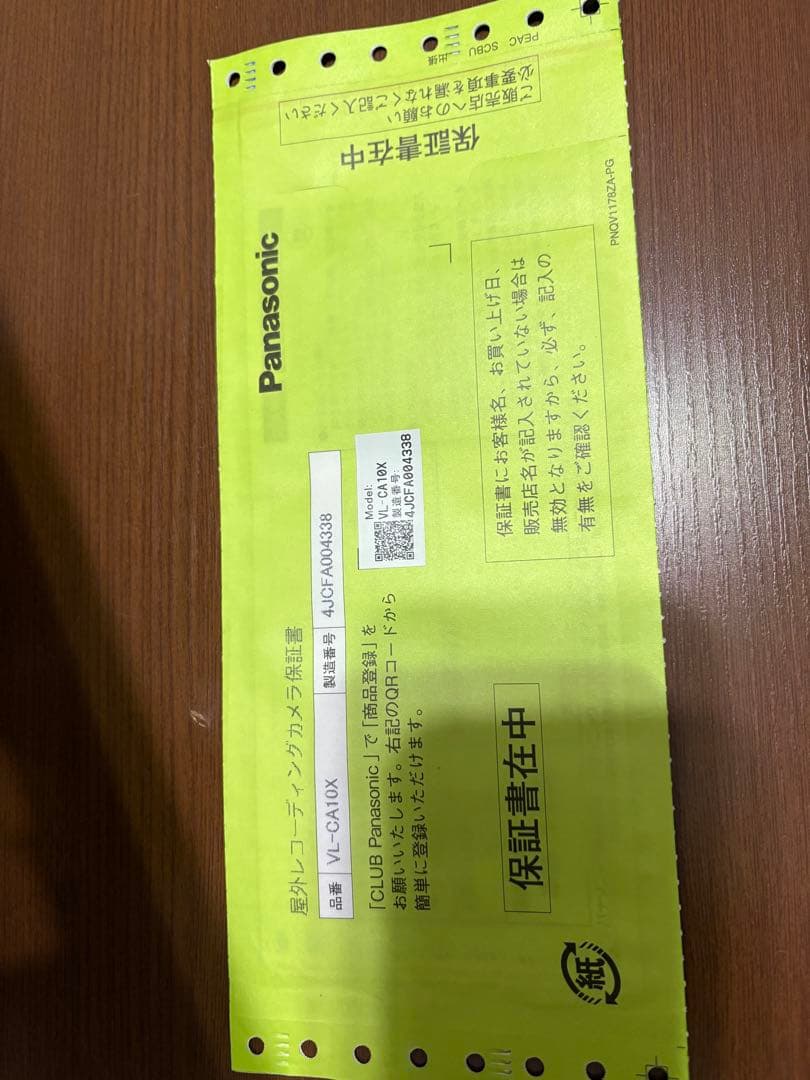 Panasonic
屋外レコーディングカメラ保証書
品番 VL-CA10X 製造番号 4JCFA004338
「CLUB Panasonic」で「商品登録」を
お願いいたします。右記のQRコードから
簡単に登録いただけます。
Model:
VL-CA10X
製造番号:
4JCFA004338
保証書在中
保証書にお客様名、お買い上げ日、
販売店名が記入されていない場合は
無効となりますから、必ず、記入の
有無をご確認ください。
紙
PNQV1178ZA-PG
保証書在中
ご販売店へのお願い
必要事項を漏れなくご記入ください
出張
SCBU
PEAC